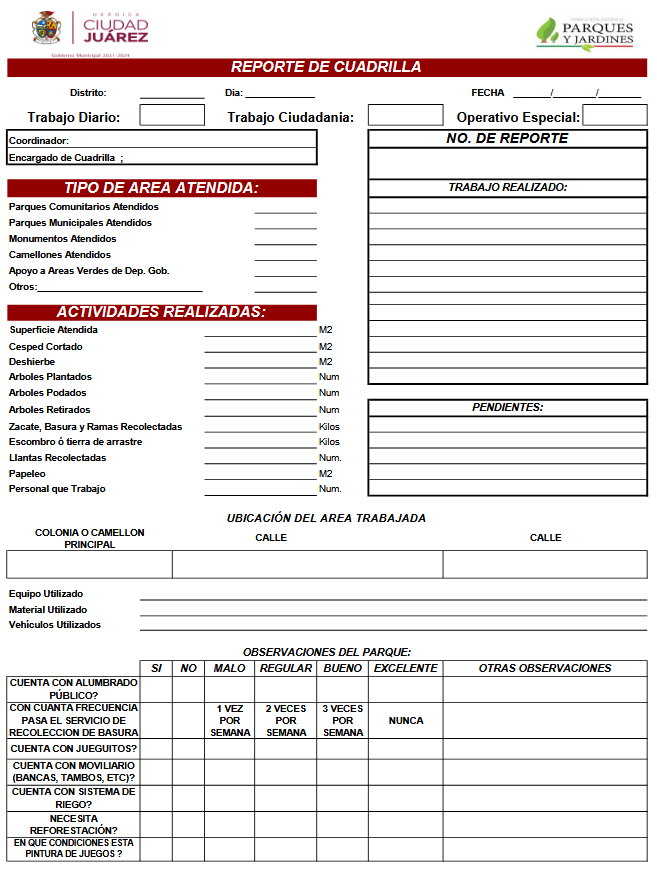 HEROICA
CIUDAD
JUÁREZ
Gobierno Municipal 2021-2024
PARQUES
Y JARDINES
REPORTE DE CUADRILLA
Distrito: Dia: FECHA / /
Trabajo Diario: Trabajo Ciudadania: Operativo Especial:
Coordinador:
Encargado de Cuadrilla ;
NO. DE REPORTE
TIPO DE AREA ATENDIDA:
Parques Comunitarios Atendidos
Parques Municipales Atendidos
Monumentos Atendidos
Camellones Atendidos
Apoyo a Areas Verdes de Dep. Gob.
Otros:
TRABAJO REALIZADO:
ACTIVIDADES REALIZADAS:
Superficie Atendida M2
Cesped Cortado M2
Deshierbe M2
Arboles Plantados Num
Arboles Podados Num
Arboles Retirados Num
Zacate, Basura y Ramas Recolectadas Kilos
Escombro ó tierra de arrastre Kilos
Llantas Recolectadas Num.
Papeleo M2
Personal que Trabajo Num.
PENDIENTES:
UBICACIÓN DEL AREA TRABAJADA
COLONIA O CAMELLON
PRINCIPAL
CALLE
CALLE
Equipo Utilizado
Material Utilizado
Vehículos Utilizados
OBSERVACIONES DEL PARQUE:
SI NO MALO REGULAR BUENO EXCELENTE OTRAS OBSERVACIONES
CUENTA CON ALUMBRADO
PÚBLICO?
CON CUANTA FRECUENCIA
PASA EL SERVICIO DE
RECOLECCION DE BASURA
1 VEZ
POR
SEMANA
2 VECES
POR
SEMANA
3 VECES
POR
SEMANA
NUNCA
CUENTA CON JUEGUITOS?
CUENTA CON MOVILIARIO
(BANCAS, TAMBOS, ETC)?
CUENTA CON SISTEMA DE
RIEGO?
NECESITA
REFORESTACIÓN?
EN QUE CONDICIONES ESTA
PINTURA DE JUEGOS ?